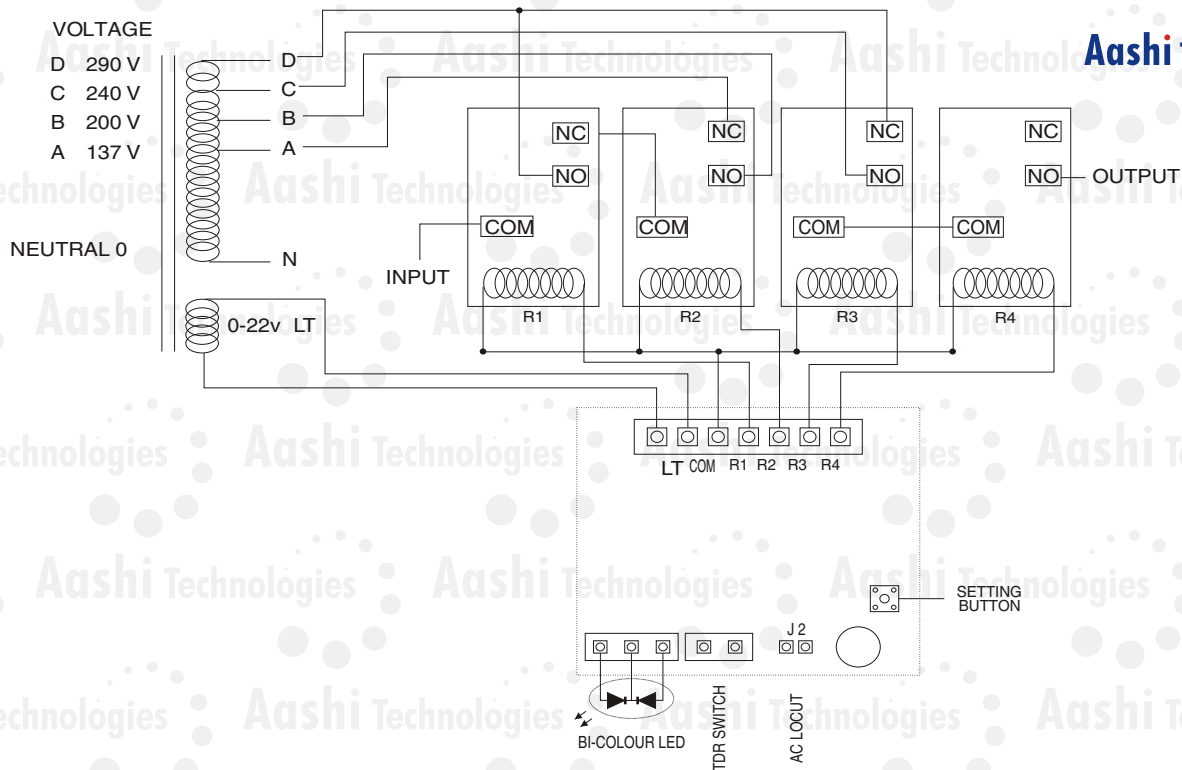 VOLTAGE
D 290 V
C 240 V
B 200 V
A 137 V
NEUTRAL 0
D
C
B
A
N
0-22v LT
Aashi
NC
NO
COM
INPUT
R1
NC
NO
COM
R2
NC
NO
COM
R3
NC
NO
COM
R4
OUTPUT
LT COM R1 R2 R3 R4
SETTING
BUTTON
J 2
BI-COLOUR LED
TDR SWITCH
AC LOCUT
Aashi Technologies